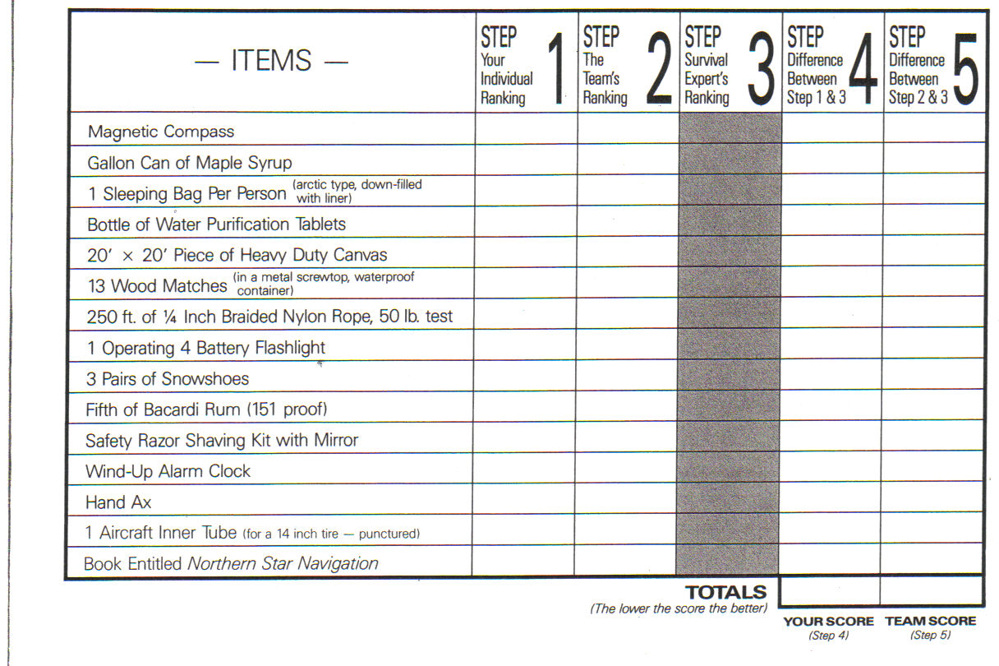 — ITEMS —
STEP 1
Your
Individual
Ranking
STEP 2
The
Team's
Ranking
STEP 3
Survival
Expert's
Ranking
STEP 4
Difference
Between
Step 1 & 3
STEP 5
Difference
Between
Step 2 & 3
Magnetic Compass
Gallon Can of Maple Syrup
1 Sleeping Bag Per Person (arctic type, down-filled
with liner)
Bottle of Water Purification Tablets
20' × 20' Piece of Heavy Duty Canvas
13 Wood Matches (in a metal screwtop, waterproof
container)
250 ft. of ¼ Inch Braided Nylon Rope, 50 lb. test
1 Operating 4 Battery Flashlight
3 Pairs of Snowshoes
Fifth of Bacardi Rum (151 proof)
Safety Razor Shaving Kit with Mirror
Wind-Up Alarm Clock
Hand Ax
1 Aircraft Inner Tube (for a 14 inch tire — punctured)
Book Entitled Northern Star Navigation
TOTALS
(The lower the score the better)
YOUR SCORE
(Step 4)
TEAM SCORE
(Step 5)